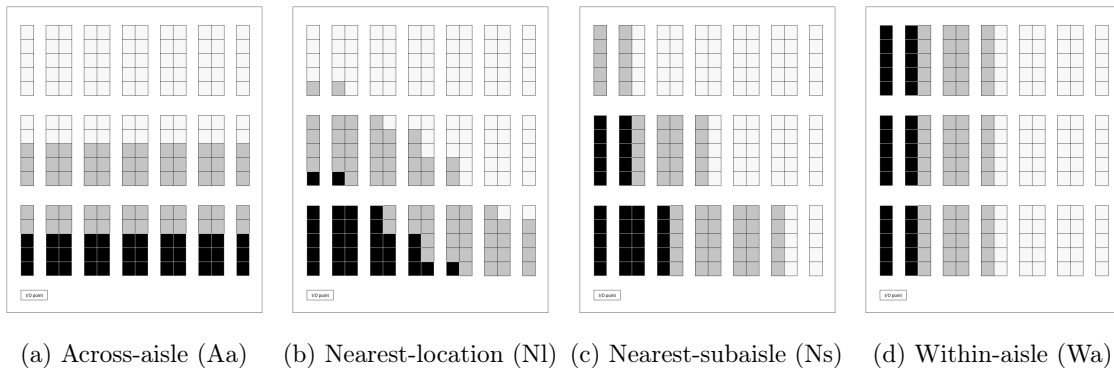 I/O point I/O point I/O point I/O point
(a) Across-aisle (Aa) (b) Nearest-location (Nl) (c) Nearest-subaisle (Ns) (d) Within-aisle (Wa)